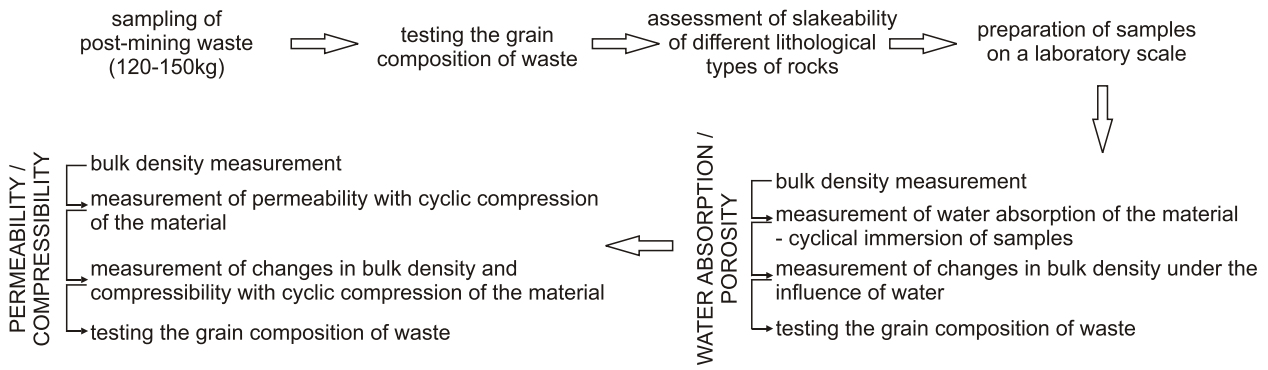 sampling of
post-mining waste
(120-150kg)
testing the grain
composition of waste
assessment of slakeability
of different lithological
types of rocks
preparation of samples
on a laboratory scale
WATER ABSORPTION /
POROSITY
bulk density measurement
measurement of water absorption of the material
- cyclical immersion of samples
measurement of changes in bulk density under the
influence of water
testing the grain composition of waste
PERMEABILITY /
COMPRESSIBILITY
bulk density measurement
measurement of permeability with cyclic compression
of the material
measurement of changes in bulk density and
compressibility with cyclic compression of the material
testing the grain composition of waste